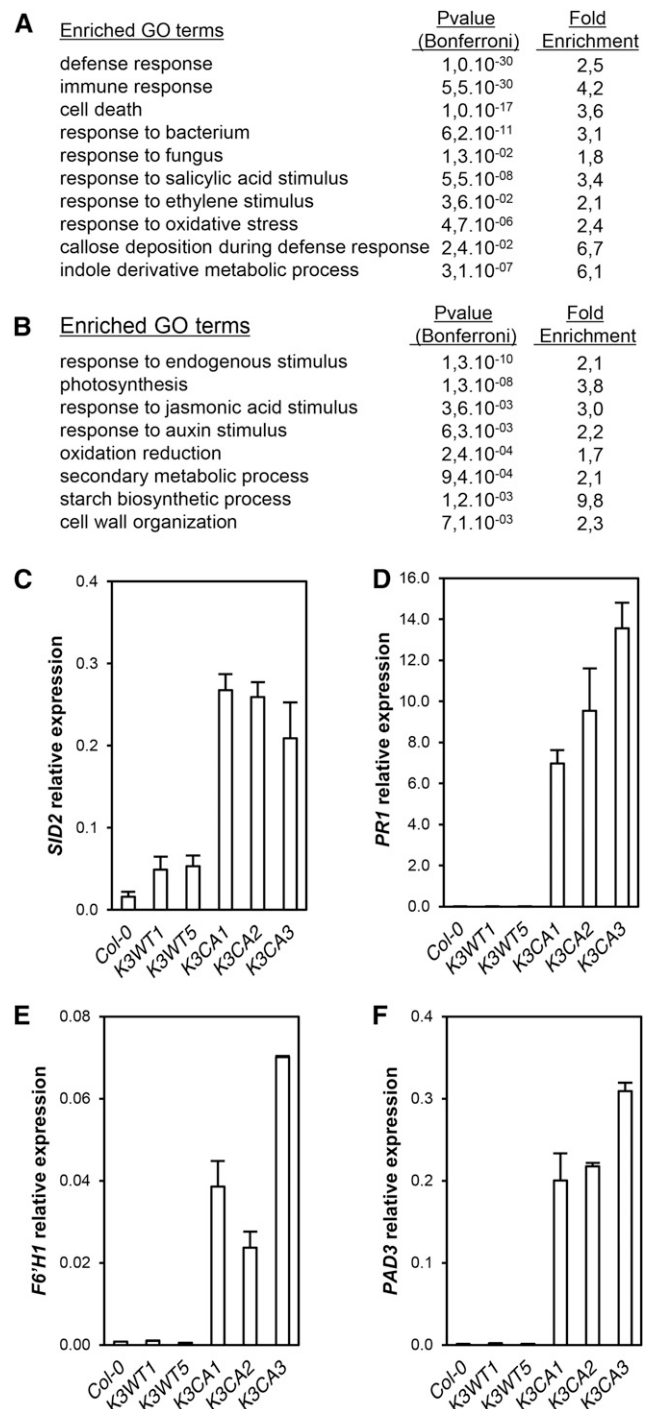 A Enriched GO terms Pvalue (Bonferroni) Fold Enrichment
defense response 1,0.10-30 2,5
immune response 5,5.10-30 4,2
cell death 1,0.10-17 3,6
response to bacterium 6,2.10-11 3,1
response to fungus 1,3.10-02 1,8
response to salicylic acid stimulus 5,5.10-08 3,4
response to ethylene stimulus 3,6.10-02 2,1
response to oxidative stress 4,7.10-06 2,4
callose deposition during defense response 2,4.10-02 6,7
indole derivative metabolic process 3,1.10-07 6,1
B Enriched GO terms Pvalue (Bonferroni) Fold Enrichment
response to endogenous stimulus 1,3.10-10 2,1
photosynthesis 1,3.10-08 3,8
response to jasmonic acid stimulus 3,6.10-03 3,0
response to auxin stimulus 6,3.10-03 2,2
oxidation reduction 2,4.10-04 1,7
secondary metabolic process 9,4.10-04 2,1
starch biosynthetic process 1,2.10-03 9,8
cell wall organization 7,1.10-03 2,3
C
SID2 relative expression
0.4
0.3
0.2
0.1
0.0
Col-0 K3WT1 K3WT5 K3CA1 K3CA2 K3CA3
D
PR1 relative expression
16.0
14.0
12.0
10.0
8.0
6.0
4.0
2.0
0.0
Col-0 K3WT1 K3WT5 K3CA1 K3CA2 K3CA3
E
F6'H1 relative expression
0.08
0.06
0.04
0.02
0.00
Col-0 K3WT1 K3WT5 K3CA1 K3CA2 K3CA3
F
PAD3 relative expression
0.4
0.3
0.2
0.1
0.0
Col-0 K3WT1 K3WT5 K3CA1 K3CA2 K3CA3